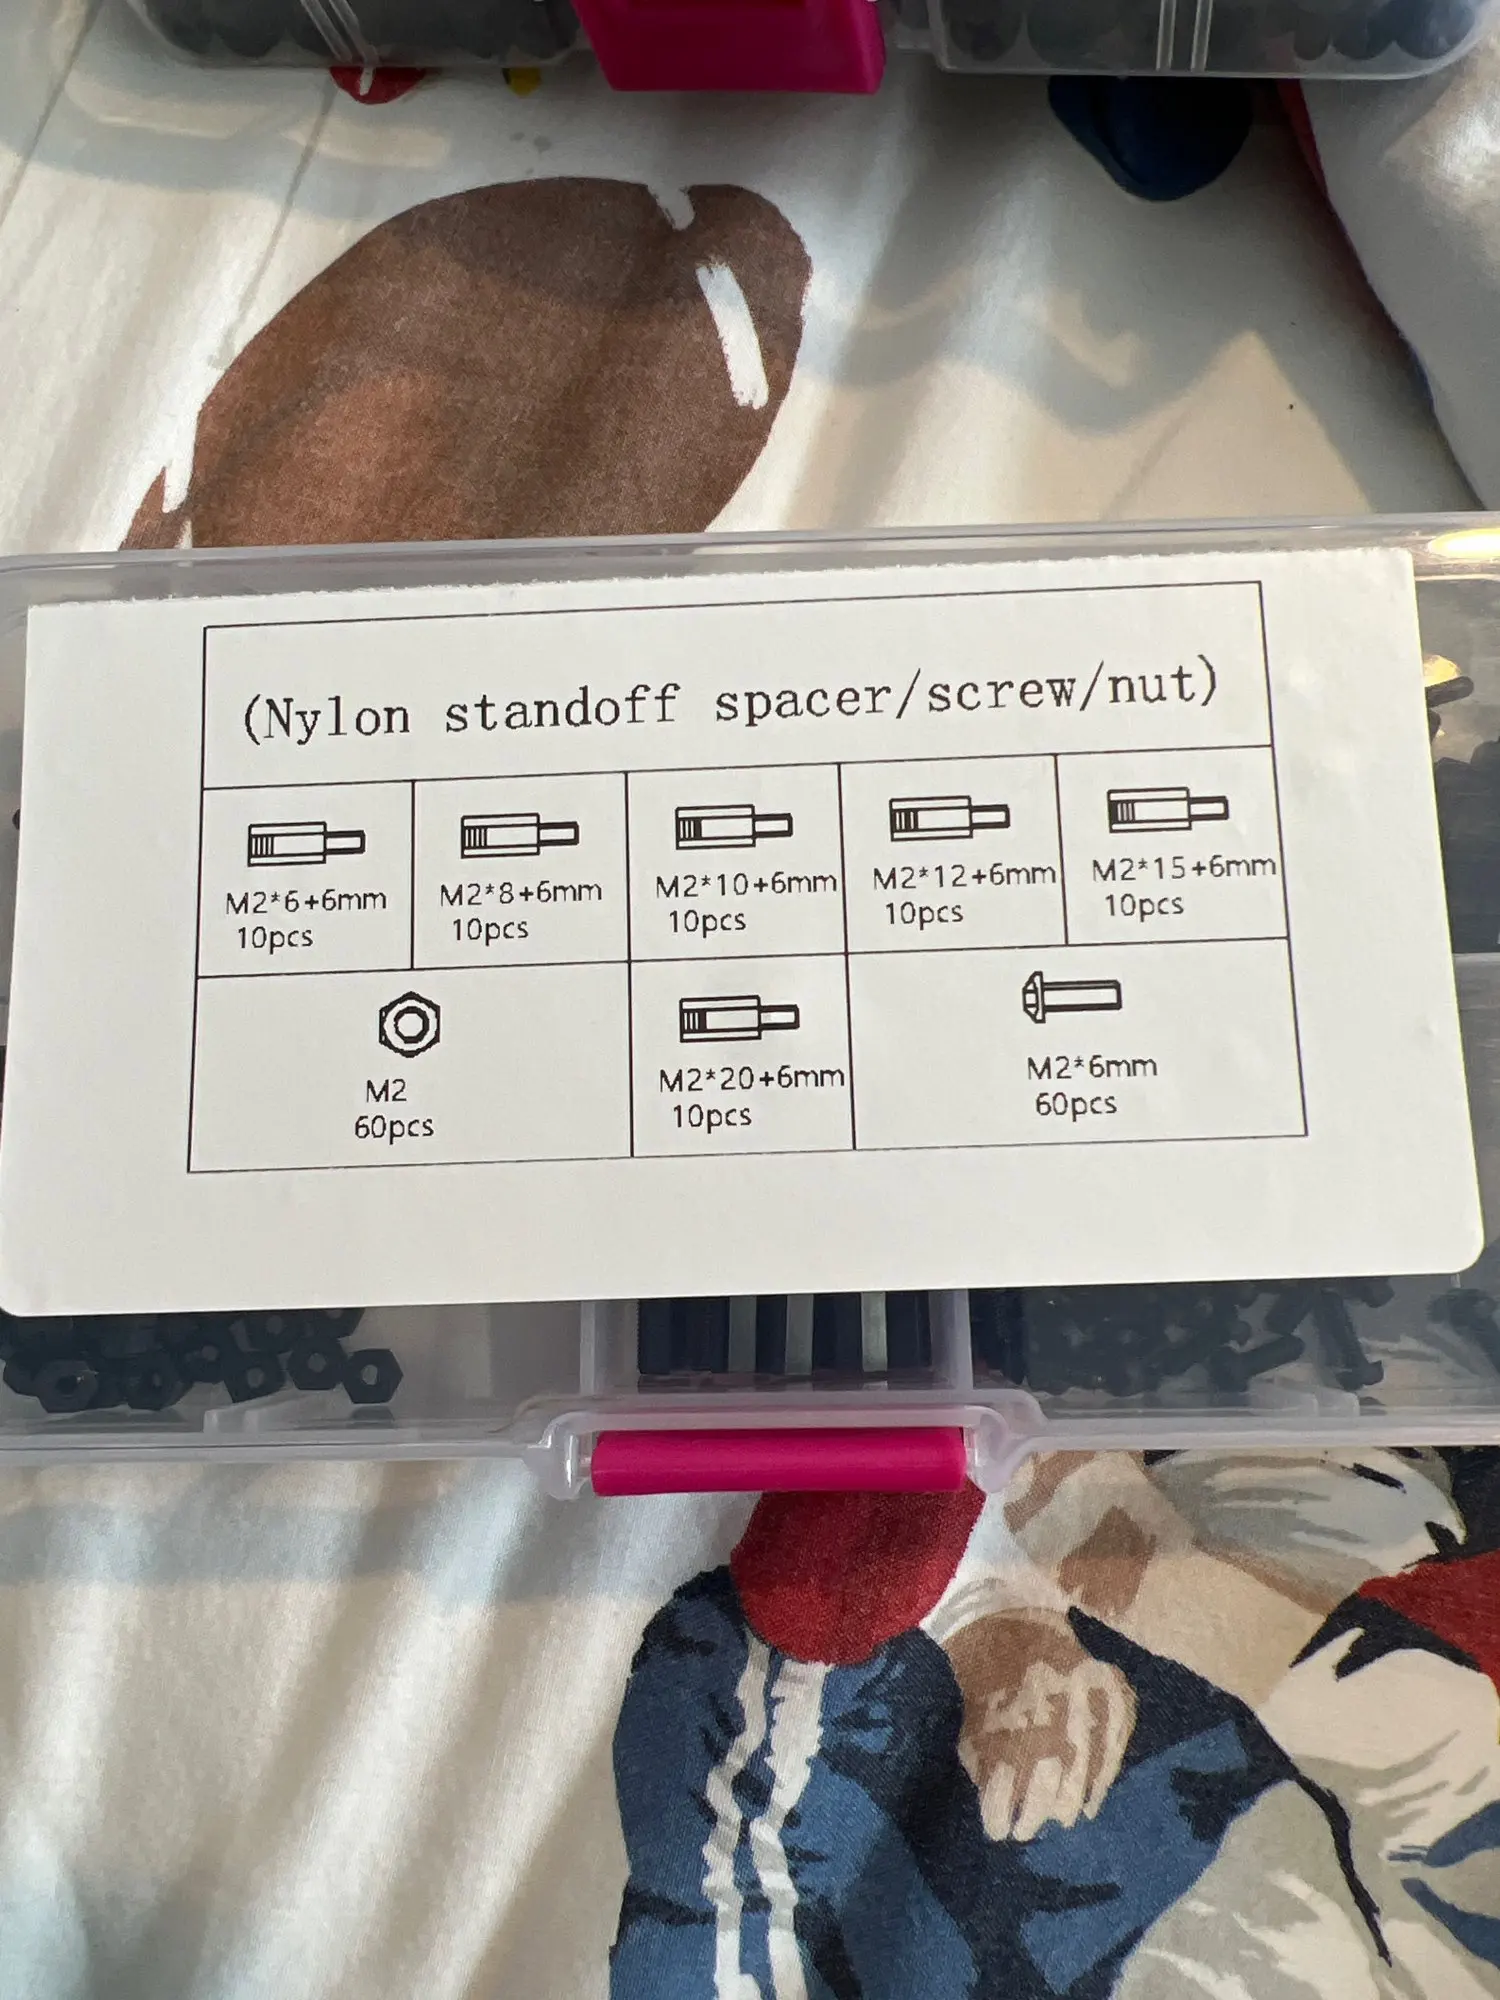 (Nylon standoff spacer/screw/nut)
M2*6+6mm
10pcs
M2*8+6mm
10pcs
M2*10+6mm
10pcs
M2*12+6mm
10pcs
M2*15+6mm
10pcs
M2
60pcs
M2*20+6mm
10pcs
M2*6mm
60pcs